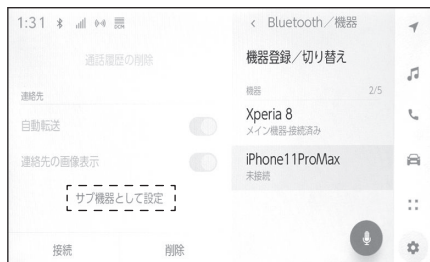 1:31
通話履歴の削除
連絡先
自動転送
連絡先の画像表示
サブ機器として設定
接続
削除
< Bluetooth／機器
機器登録／切り替え
機器 2/5
Xperia 8
メイン機器-接続済み
iPhone11ProMax
未接続